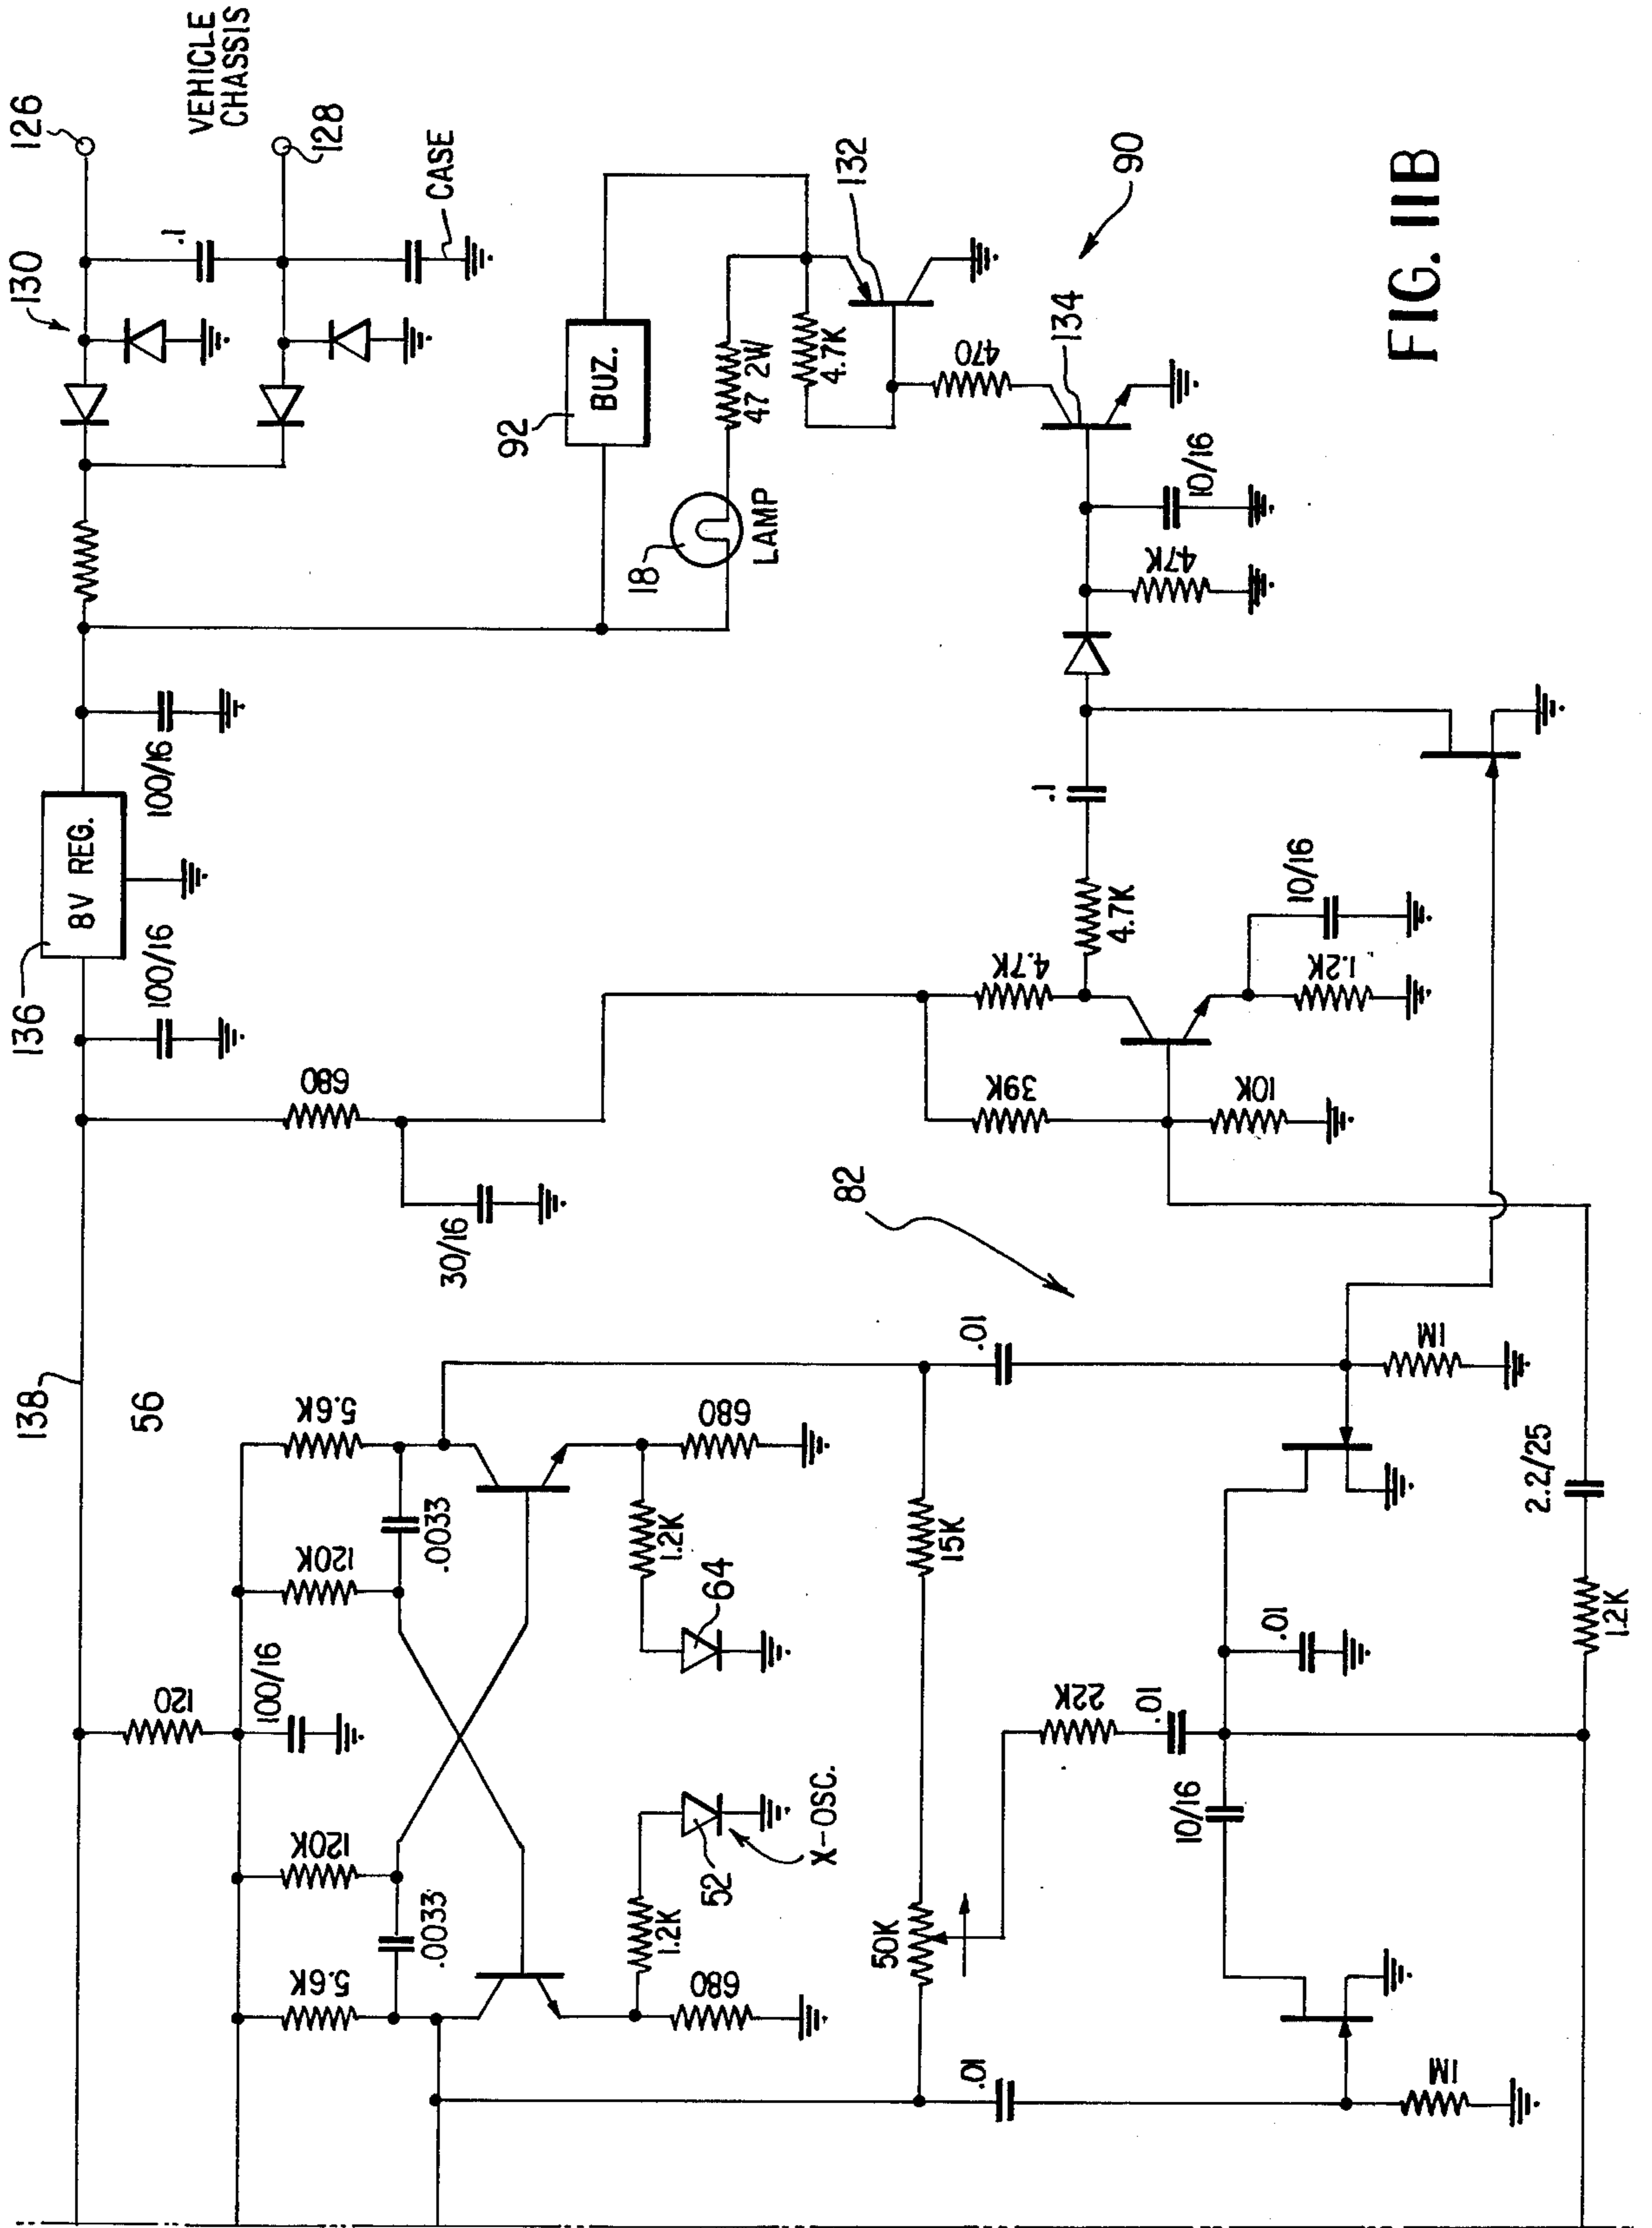 126
VEHICLE
CHASSIS
130
.1
128
CASE
136
8V REG.
100/16
100/16
92
BUZ.
132
47 2W
4.7K
18
LAMP
470
134
90
10/16
47K
138
680
30/16
56
5.6K
120K
.0033
120
100/16
120K
5.6K
.0033
680
1.2K
64
X-OSC.
52
1.2K
680
82
4.7K
4.7K
.1
39K
10K
10/16
1.2K
15K
50K
.01
.01
22K
.01
.01
10/16
1M
1M
2.2/25
1.2K
FIG. 11B